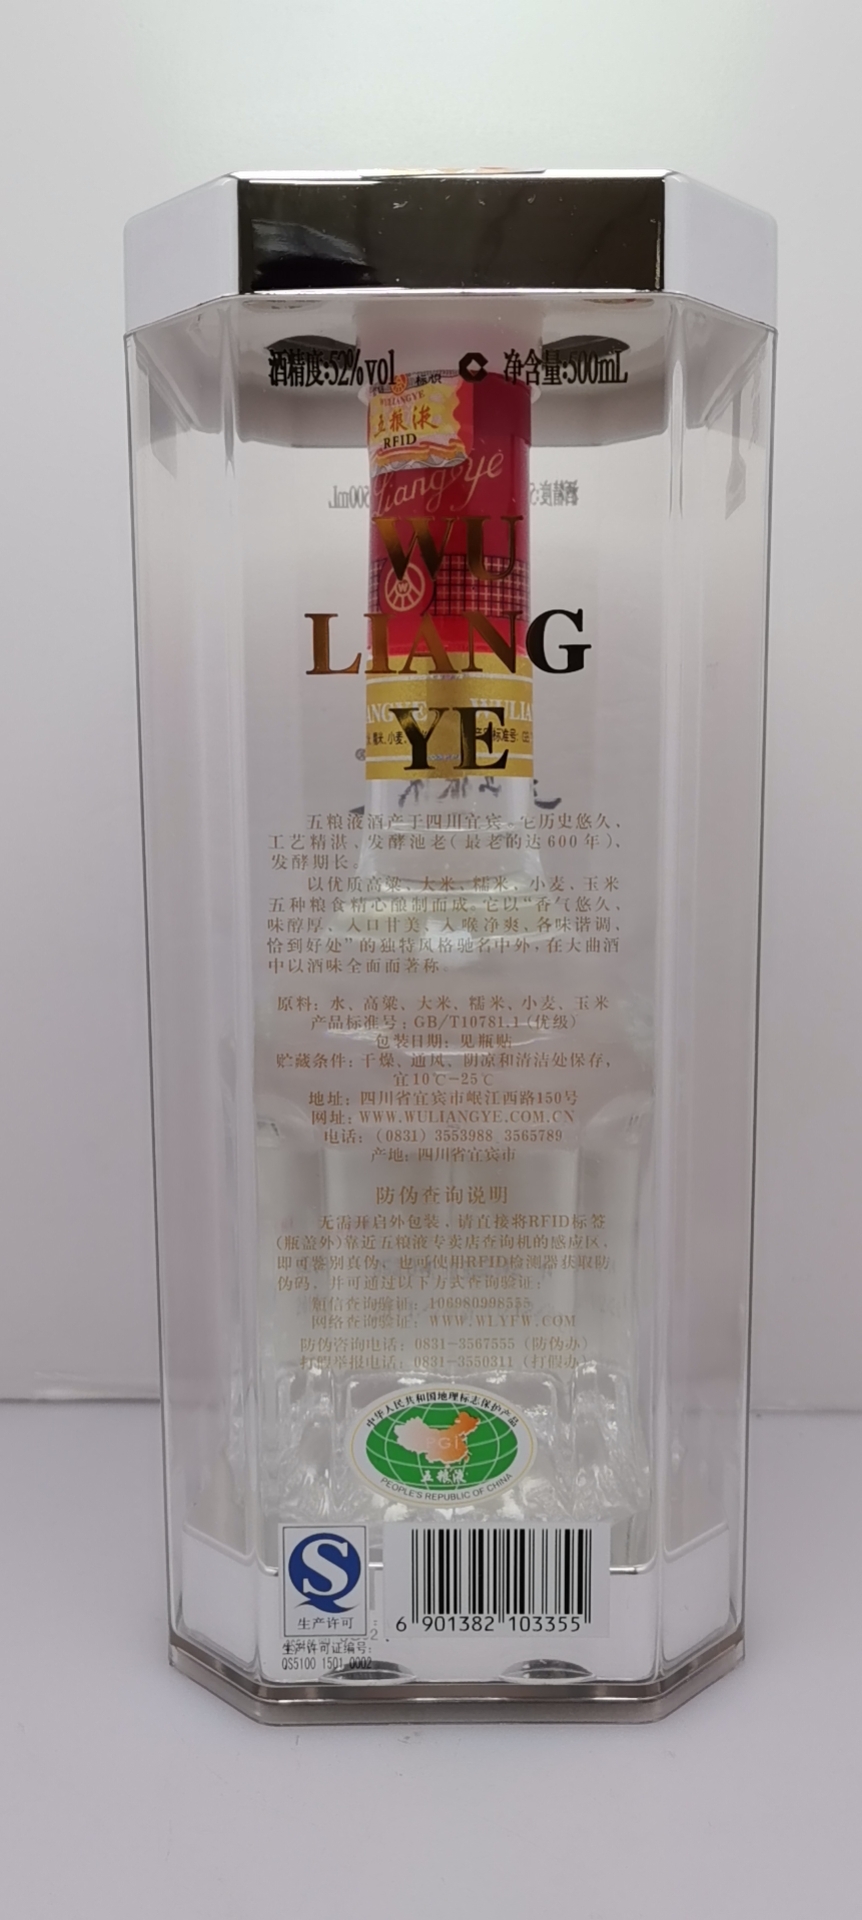 酒精度:52%vol
净含量:500mL
WULIANGYE
五粮液
RFID
Liangye
WU
LIANG
YE
五粮液酒产于四川宜宾。它历史悠久、
工艺精湛、发酵池老(最老的达600年)、
发酵期长。
以优质高粱、大米、糯米、小麦、玉米
五种粮食精心酿制而成。它以“香气悠久、
味醇厚、入口甘美、入喉净爽、各味谐调、
恰到好处”的独特风格驰名中外,在大曲酒
中以酒味全面而著称。
原料:水、高粱、大米、糯米、小麦、玉米
产品标准号:GB/T10781.1(优级)
包装日期:见瓶贴
贮藏条件:干燥、通风、阴凉和清洁处保存,
宜10℃-25℃
地址:四川省宜宾市岷江西路150号
网址:WWW.WULIANGYE.COM.CN
电话:(0831) 3553988 3565789
产地:四川省宜宾市
防伪查询说明
无需开启外包装,请直接将RFID标签
(瓶盖外)靠近五粮液专卖店查询机的感应区,
即可鉴别真伪。也可使用RFID检测器获取防
伪码,并可通过以下方式查询验证:
短信查询验证:106980998555
网络查询验证:WWW.WLYFW.COM
防伪咨询电话:0831-3567555(防伪办)
打假举报电话:0831-3550311(打假办)
中华人民共和国地理标志保护产品
PGI
五粮液
PEOPLE'S REPUBLIC OF CHINA
S
生产许可
6 901382 103355
生产许可证编号:
QS5100 1501 0002